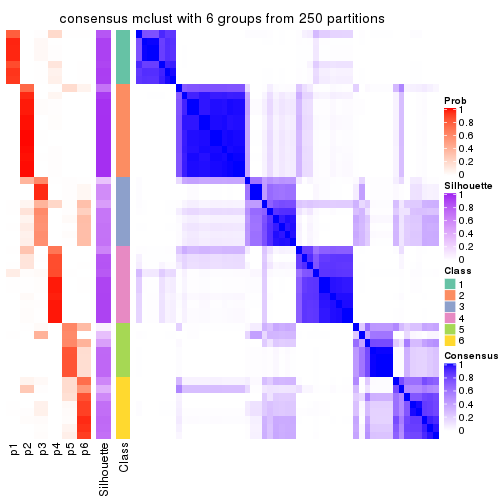 consensus mclust with 6 groups from 250 partitions
Prob
1
0.8
0.6
0.4
0.2
0
Silhouette
1
0.8
0.6
0.4
0.2
0
Class
1
2
3
4
5
6
Consensus
1
0.8
0.6
0.4
0.2
0
p1
p2
p3
p4
p5
p6
Silhouette
Class